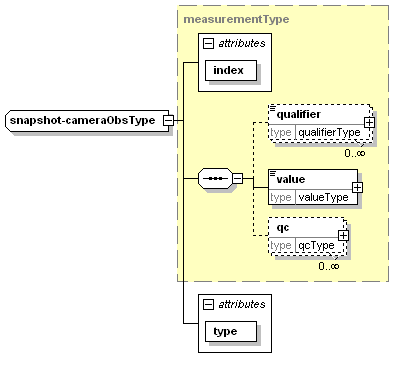 measurementType
attributes
index
snapshot-cameraObsType
qualifier
type qualifierType
0..∞
value
type valueType
qc
type qcType
0..∞
attributes
type